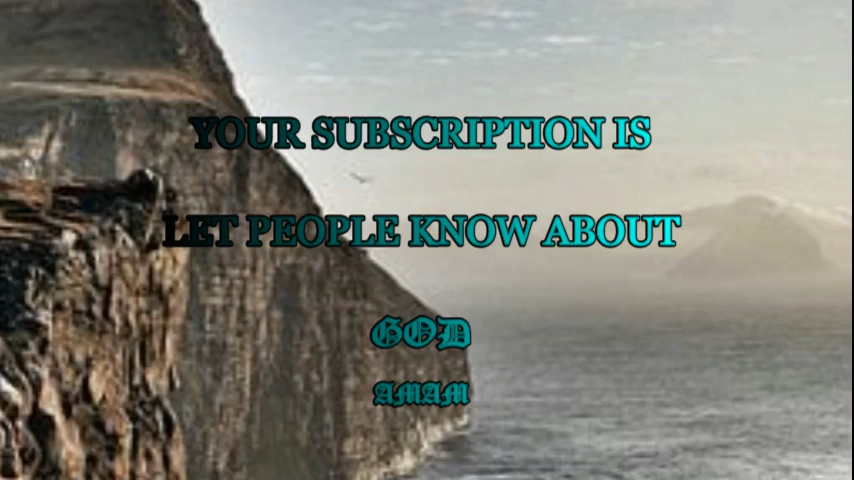 YOUR SUBSCRIPTION IS
LET PEOPLE KNOW ABOUT
GOD
AMAM